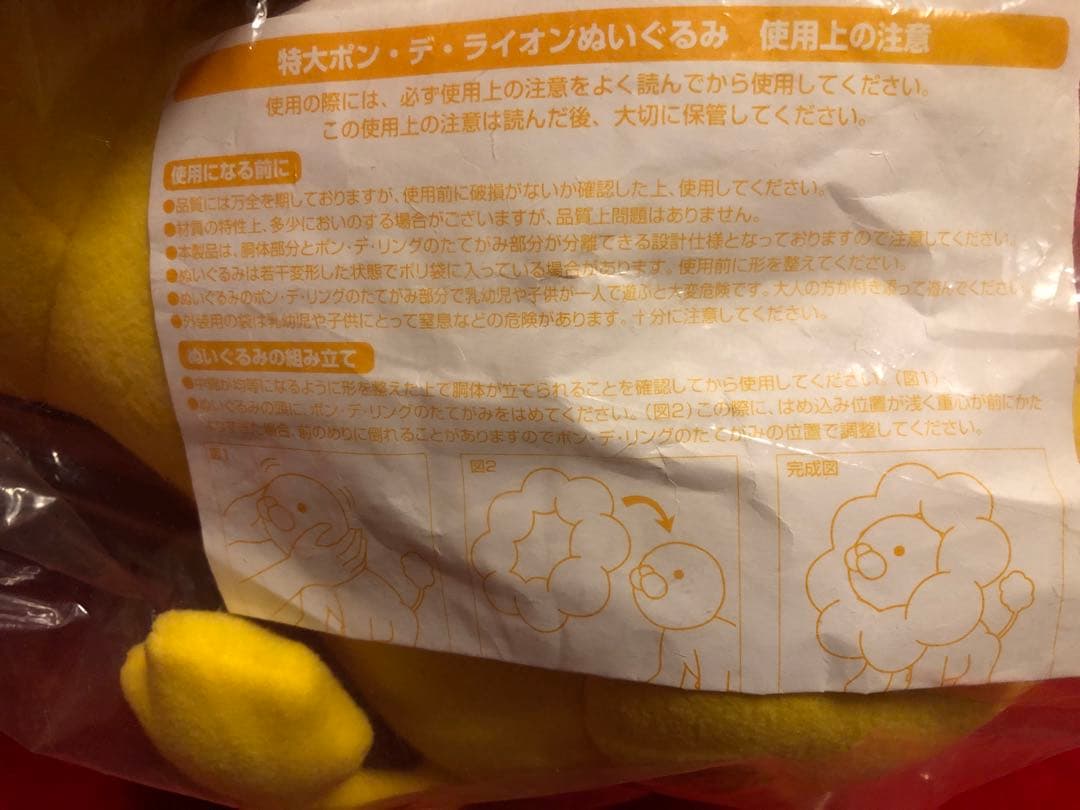 特大ポン・デ・ライオンぬいぐるみ 使用上の注意
使用の際には、必ず使用上の注意をよく読んでから使用してください。
この使用上の注意は読んだ後、大切に保管してください。
使用になる前に
●品質には万全を期しておりますが、使用前に破損がないか確認した上、使用してください。
●材質の特性上、多少においのする場合がございますが、品質上問題はありません。
●本製品は、胴体部分とポン・デ・リングのたてがみ部分が分離できる設計仕様となっておりますので注意してください。
●ぬいぐるみは若干変形した状態でポリ袋に入っている場合があります。使用前に形を整えてください。
●ぬいぐるみのポン・デ・リングのたてがみ部分で乳幼児や子供が一人で遊ぶと大変危険です。大人の方が付き添って遊んでください
●外装用の袋は乳幼児や子供にとって窒息などの危険があります。十分に注意してください。
ぬいぐるみの組み立て
●中綿が均等になるように形を整えた上で胴体が立てられることを確認してから使用してください。(図1)
●ぬいぐるみの頭に、ポン・デ・リングのたてがみをはめてください。(図2)この際に、はめ込み位置が浅く重心が前にかた
場合、前のめりに倒れることがありますのでポン・デ・リングのたてがみの位置で調整してください。
図1
図2
完成図